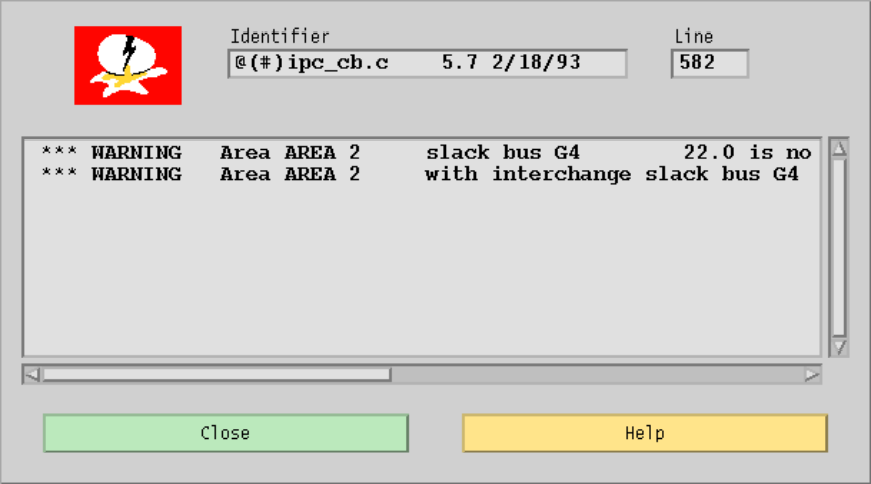 Identifier
Line
@(#)ipc_cb.c 5.7 2/18/93
582
*** WARNING Area AREA 2 slack bus G4 22.0 is no
*** WARNING Area AREA 2 with interchange slack bus G4
Close
Help